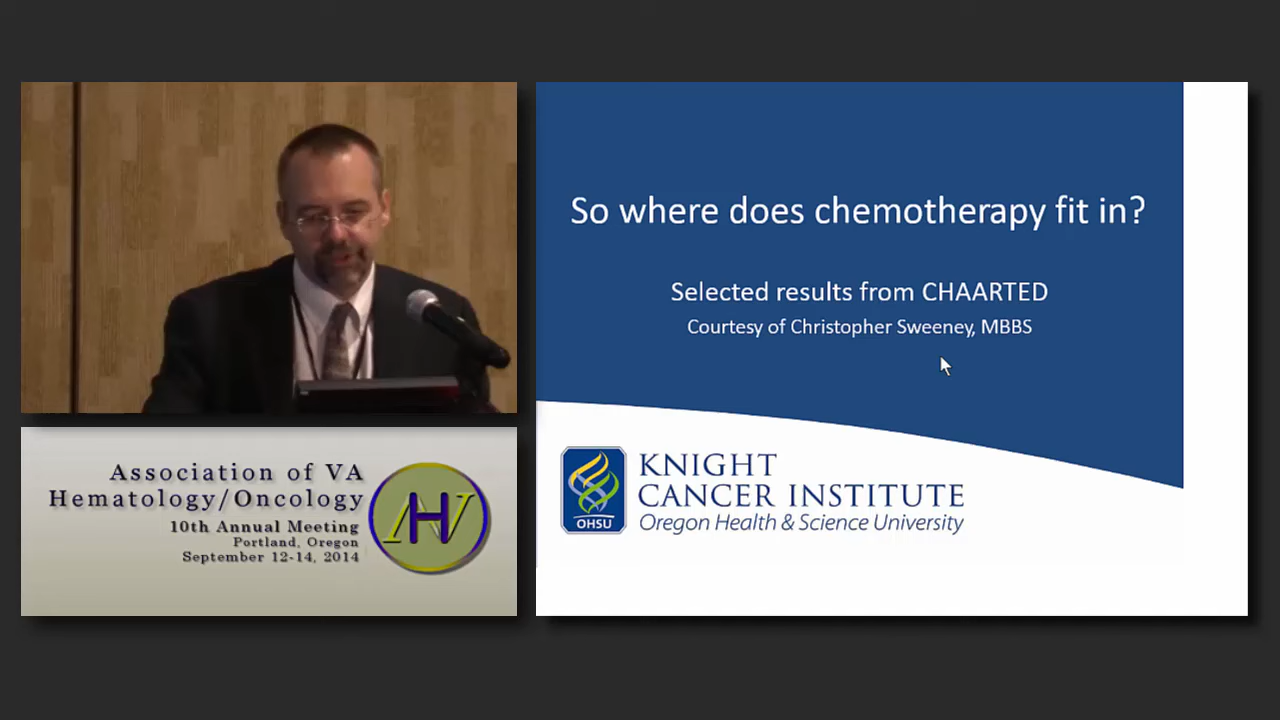 So where does chemotherapy fit in?
Selected results from CHAARTED
Courtesy of Christopher Sweeney, MBBS
KNIGHT
CANCER INSTITUTE
Oregon Health & Science University
OHSU
Association of VA
Hematology/Oncology
10th Annual Meeting
Portland, Oregon
September 12-14, 2014
AVH